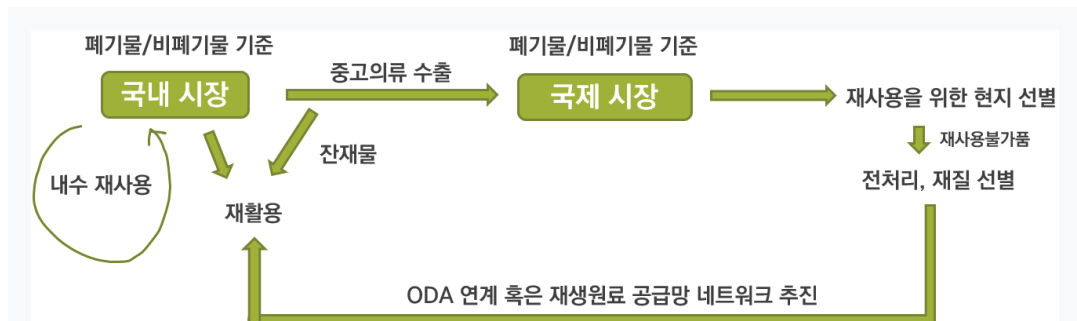 폐기물/비폐기물 기준
폐기물/비폐기물 기준
국내 시장
중고의류 수출
국제 시장
재사용을 위한 현지 선별
재사용불가품
잔재물
내수 재사용
전처리, 재질 선별
재활용
ODA 연계 혹은 재생원료 공급망 네트워크 추진